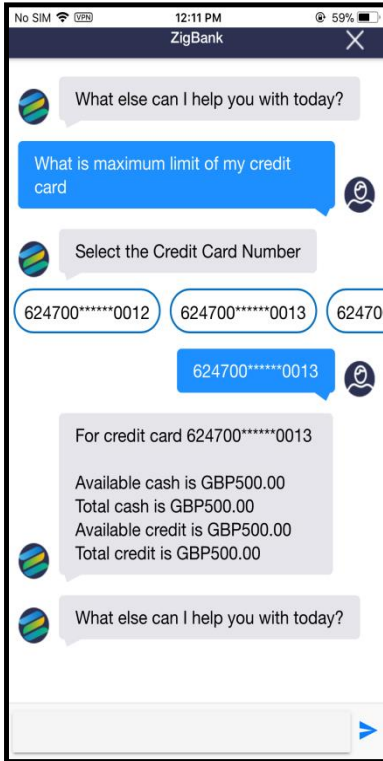 No SIM VPN 12:11 PM 59%
ZigBank
What else can I help you with today?
What is maximum limit of my credit
card
Select the Credit Card Number
624700******0012 624700******0013 62470
624700******0013
For credit card 624700******0013
Available cash is GBP500.00
Total cash is GBP500.00
Available credit is GBP500.00
Total credit is GBP500.00
What else can I help you with today?